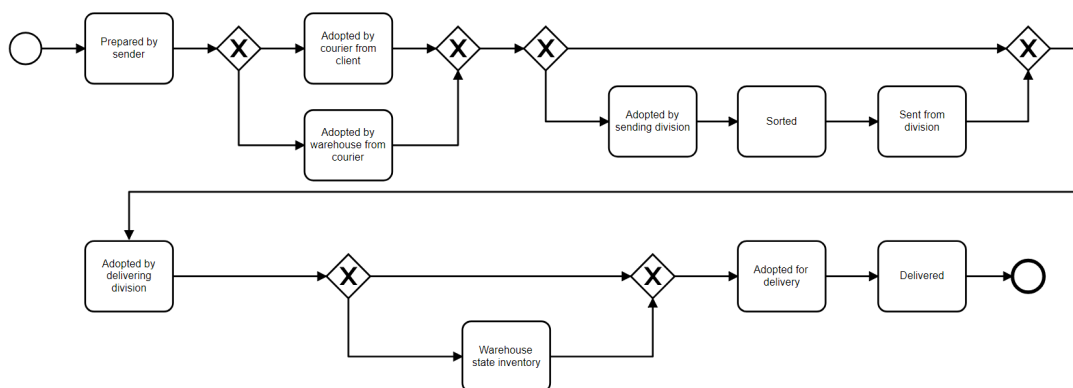 Prepared by
sender
Adopted by
courier from
client
Adopted by
warehouse from
courier
Adopted by
sending division
Sorted
Sent from
division
Adopted by
delivering
division
Warehouse
state inventory
Adopted for
delivery
Delivered